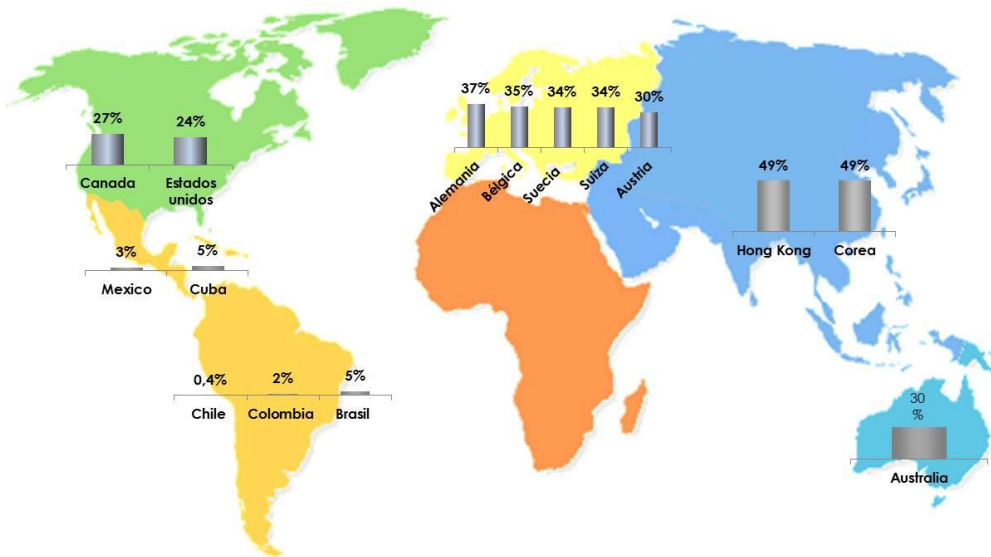 27%
24%
Canada
Estados
unidos
3%
5%
Mexico
Cuba
0,4%
2%
5%
Chile
Colombia
Brasil
37%
35%
34%
34%
30%
Alemania
Bélgica
Suecia
Suiza
Austria
49%
49%
Hong Kong
Corea
30
%
Australia